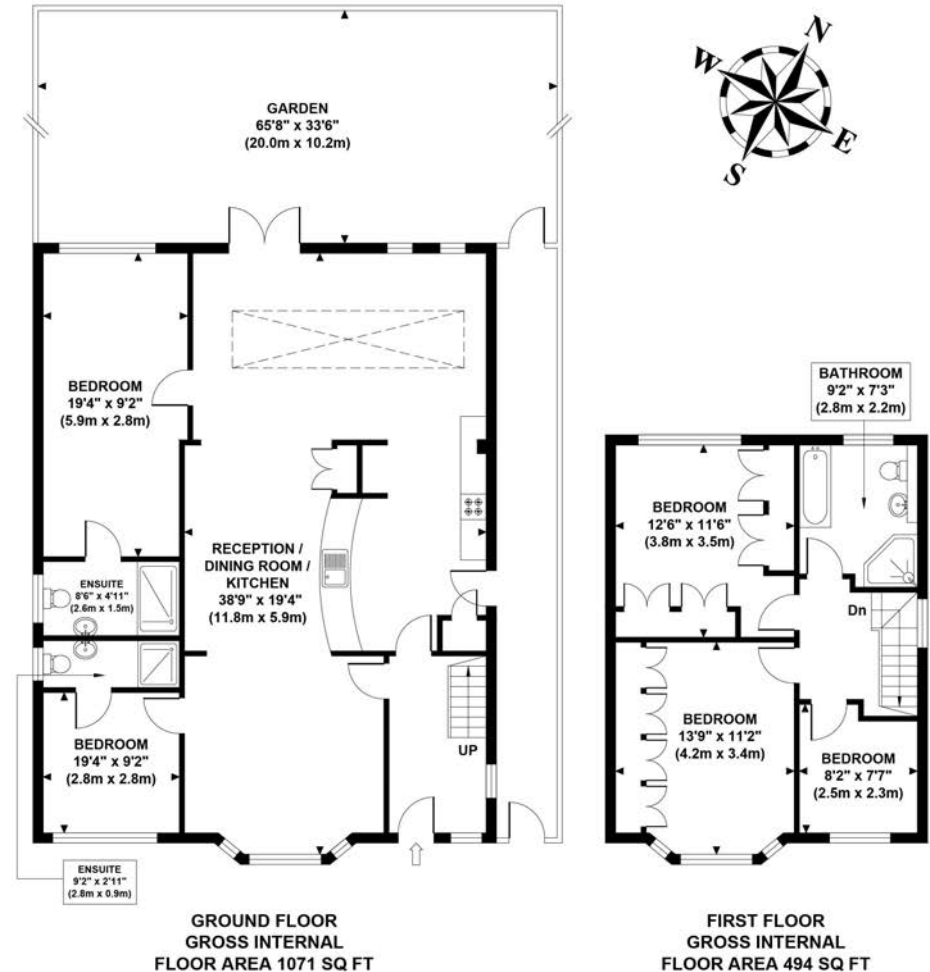 GARDEN
65'8" x 33'6"
(20.0m x 10.2m)
N
W
E
S
BEDROOM
19'4" x 9'2"
(5.9m x 2.8m)
RECEPTION /
DINING ROOM /
KITCHEN
38'9" x 19'4"
(11.8m x 5.9m)
ENSUITE
8'6" x 4'11"
(2.6m x 1.5m)
BEDROOM
19'4" x 9'2"
(2.8m x 2.8m)
UP
ENSUITE
9'2" x 2'11"
(2.8m x 0.9m)
GROUND FLOOR
GROSS INTERNAL
FLOOR AREA 1071 SQ FT
BATHROOM
9'2" x 7'3"
(2.8m x 2.2m)
BEDROOM
12'6" x 11'6"
(3.8m x 3.5m)
Dn
BEDROOM
13'9" x 11'2"
(4.2m x 3.4m)
BEDROOM
8'2" x 7'7"
(2.5m x 2.3m)
FIRST FLOOR
GROSS INTERNAL
FLOOR AREA 494 SQ FT